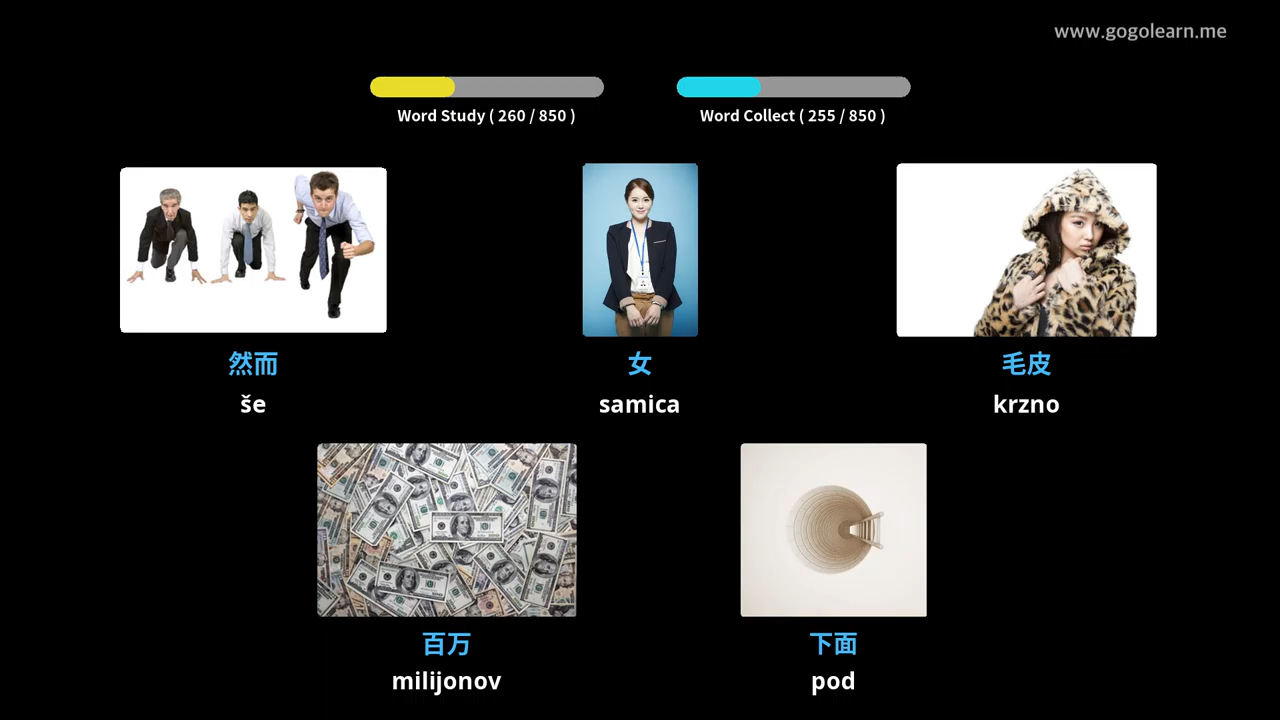 www.gogolearn.me
Word Study ( 260 / 850 )
Word Collect ( 255 / 850 )
然而
še
女
samica
毛皮
krzno
百万
milijonov
下面
pod